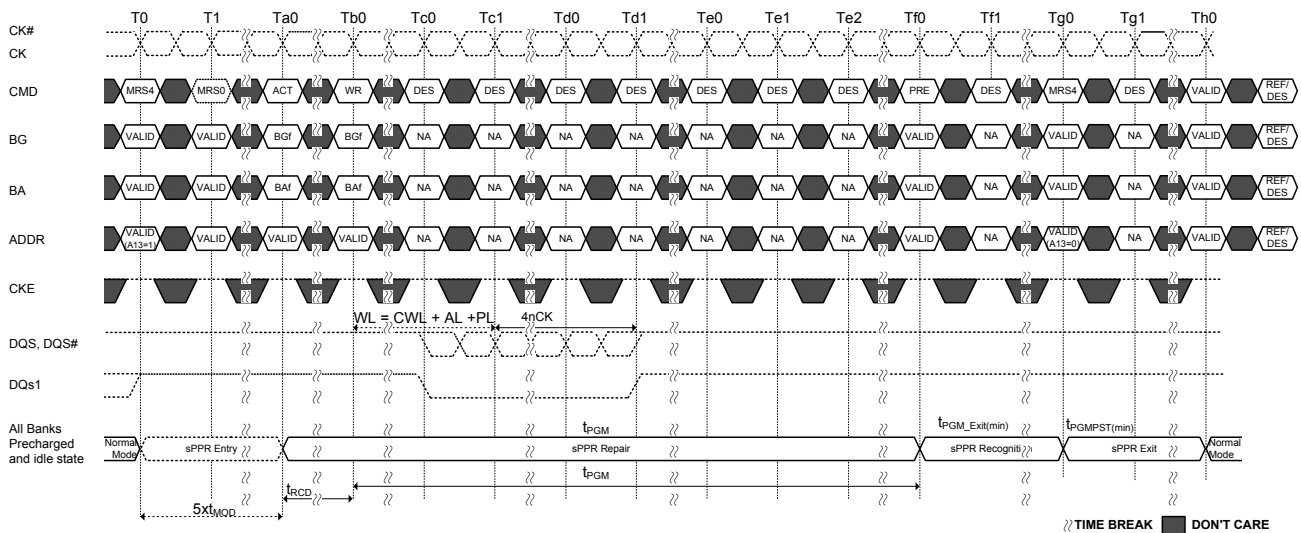 T0 T1 Ta0 Tb0 Tc0 Tc1 Td0 Td1 Te0 Te1 Te2 Tf0 Tf1 Tg0 Tg1 Th0
CK#
CK
CMD MRS4 MRS0 ACT WR DES DES DES DES DES DES DES PRE DES MRS4 DES VALID REF/ DES
BG VALID VALID BGf BGf NA NA NA NA NA NA NA VALID NA VALID NA VALID REF/ DES
BA VALID VALID BAf BAf NA NA NA NA NA NA NA VALID NA VALID NA VALID REF/ DES
ADDR VALID (A13=1) VALID VALID VALID NA NA NA NA NA NA NA VALID NA VALID (A13=0) NA VALID REF/ DES
CKE
WL = CWL + AL +PL 4nCK
DQS, DQS#
DQs1
All Banks
Precharged
and idle state
Normal Mode sPPR Entry tPGM sPPR Repair tPGM_Exit(min) sPPR Recogniti n tPGMPST(min) sPPR Exit Normal Mode
tRCD tPGM
5xtMOD
TIME BREAK DON'T CARE